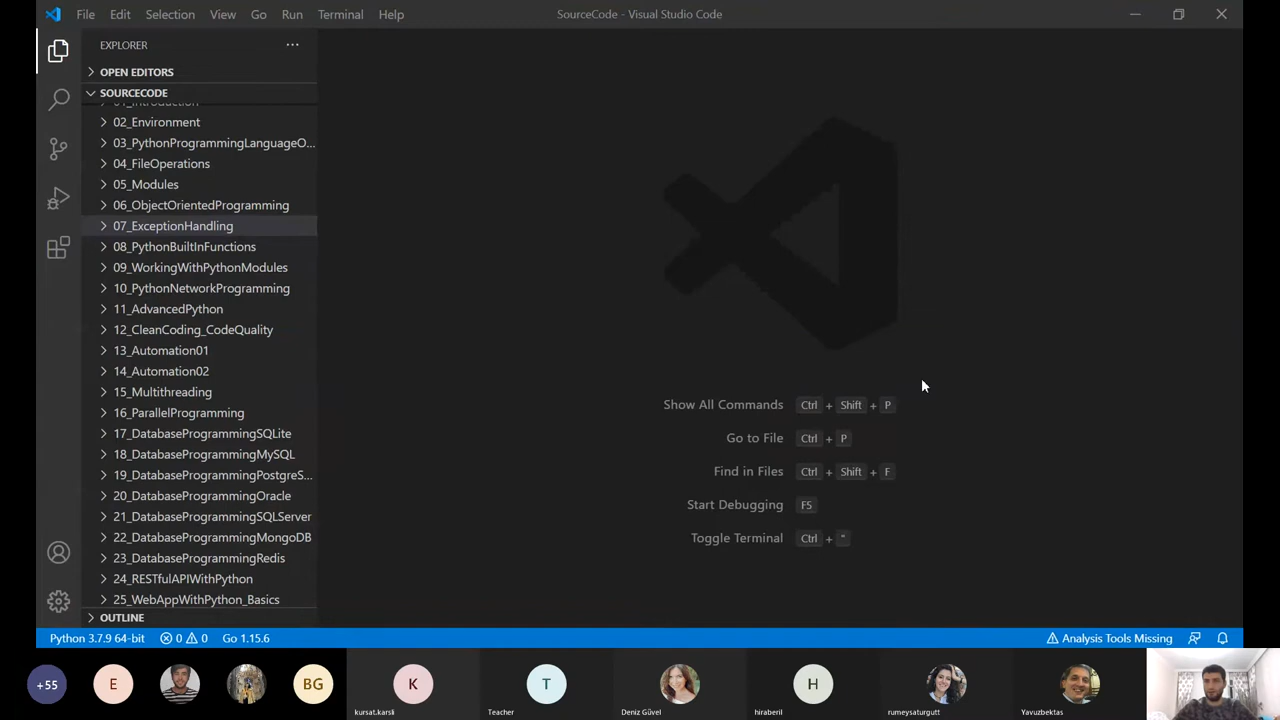 File Edit Selection View Go Run Terminal Help SourceCode - Visual Studio Code
EXPLORER
OPEN EDITORS
SOURCECODE
01_Introduction
02_Environment
03_PythonProgrammingLanguageO...
04_FileOperations
05_Modules
06_ObjectOrientedProgramming
07_ExceptionHandling
08_PythonBuiltInFunctions
09_WorkingWithPythonModules
10_PythonNetworkProgramming
11_AdvancedPython
12_CleanCoding_CodeQuality
13_Automation01
14_Automation02
15_Multithreading
16_ParallelProgramming
17_DatabaseProgrammingSQLite
18_DatabaseProgrammingMySQL
19_DatabaseProgrammingPostgreS...
20_DatabaseProgrammingOracle
21_DatabaseProgrammingSQLServer
22_DatabaseProgrammingMongoDB
23_DatabaseProgrammingRedis
24_RESTfulAPIWithPython
25_WebAppWithPython_Basics
OUTLINE
Show All Commands Ctrl + Shift + P
Go to File Ctrl + P
Find in Files Ctrl + Shift + F
Start Debugging F5
Toggle Terminal Ctrl + "
Python 3.7.9 64-bit 0 0 Go 1.15.6 Analysis Tools Missing
+55 E BG K T H
kursat.karsli Teacher Deniz Güvel hiraberil rumeysaturgutt Yavuzbektas